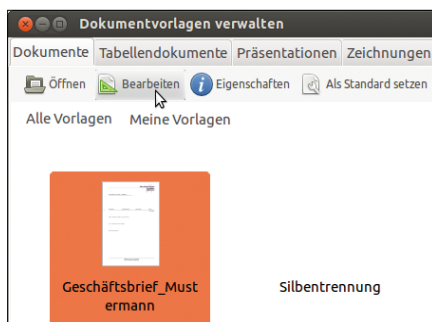 Dokumentvorlagen verwalten
Dokumente Tabellendokumente Präsentationen Zeichnungen
Öffnen Bearbeiten Eigenschaften Als Standard setzen
Alle Vorlagen Meine Vorlagen
Geschäftsbrief_Must
ermann
Silbentrennung